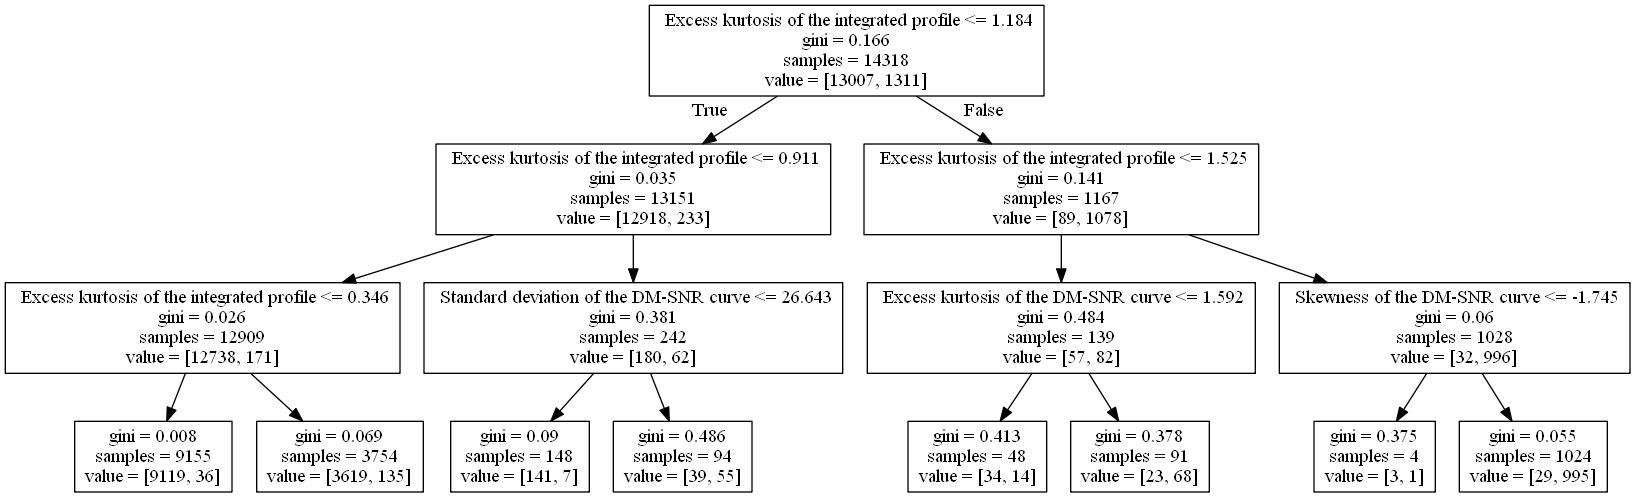 Excess kurtosis of the integrated profile <= 1.184
gini = 0.166
samples = 14318
value = [13007, 1311]
True
False
Excess kurtosis of the integrated profile <= 0.911
gini = 0.035
samples = 13151
value = [12918, 233]
Excess kurtosis of the integrated profile <= 1.525
gini = 0.141
samples = 1167
value = [89, 1078]
Excess kurtosis of the integrated profile <= 0.346
gini = 0.026
samples = 12909
value = [12738, 171]
Standard deviation of the DM-SNR curve <= 26.643
gini = 0.381
samples = 242
value = [180, 62]
Excess kurtosis of the DM-SNR curve <= 1.592
gini = 0.484
samples = 139
value = [57, 82]
Skewness of the DM-SNR curve <= -1.745
gini = 0.06
samples = 1028
value = [32, 996]
gini = 0.008
samples = 9155
value = [9119, 36]
gini = 0.069
samples = 3754
value = [3619, 135]
gini = 0.09
samples = 148
value = [141, 7]
gini = 0.486
samples = 94
value = [39, 55]
gini = 0.413
samples = 48
value = [34, 14]
gini = 0.378
samples = 91
value = [23, 68]
gini = 0.375
samples = 4
value = [3, 1]
gini = 0.055
samples = 1024
value = [29, 995]